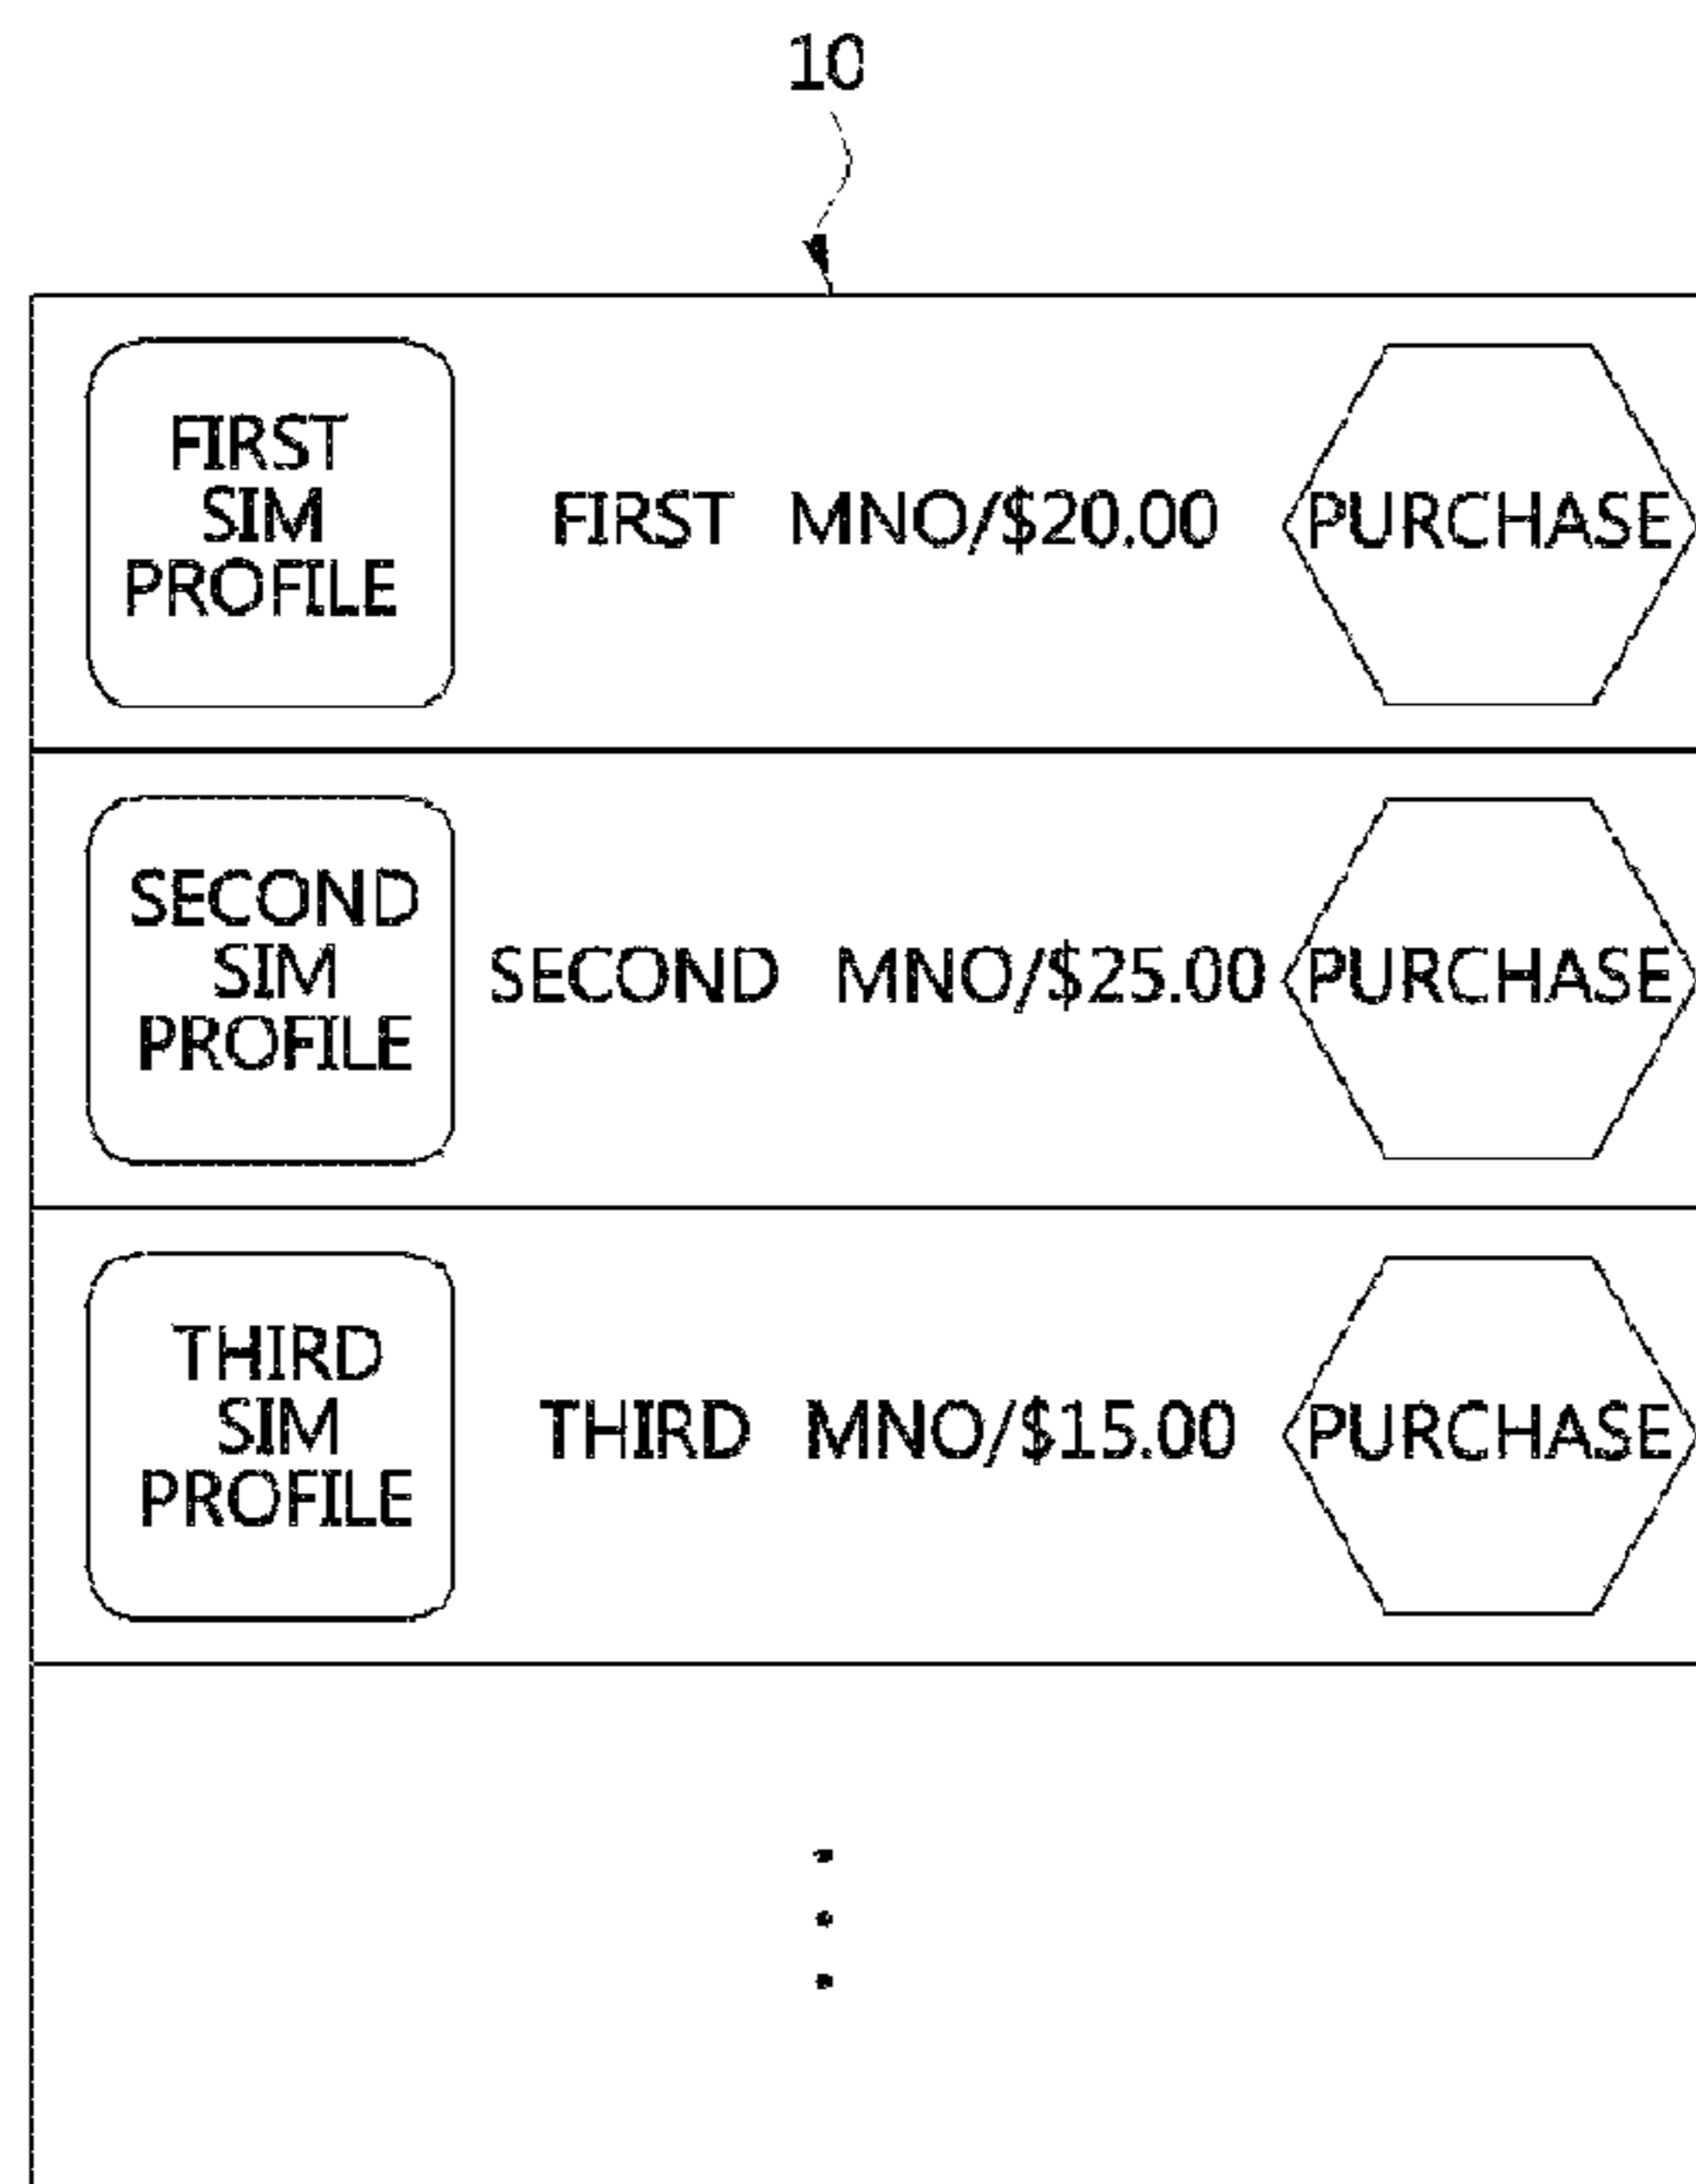 10
FIRST
SIM
PROFILE
FIRST MNO/$20.00
PURCHASE
SECOND
SIM
PROFILE
SECOND MNO/$25.00
PURCHASE
THIRD
SIM
PROFILE
THIRD MNO/$15.00
PURCHASE